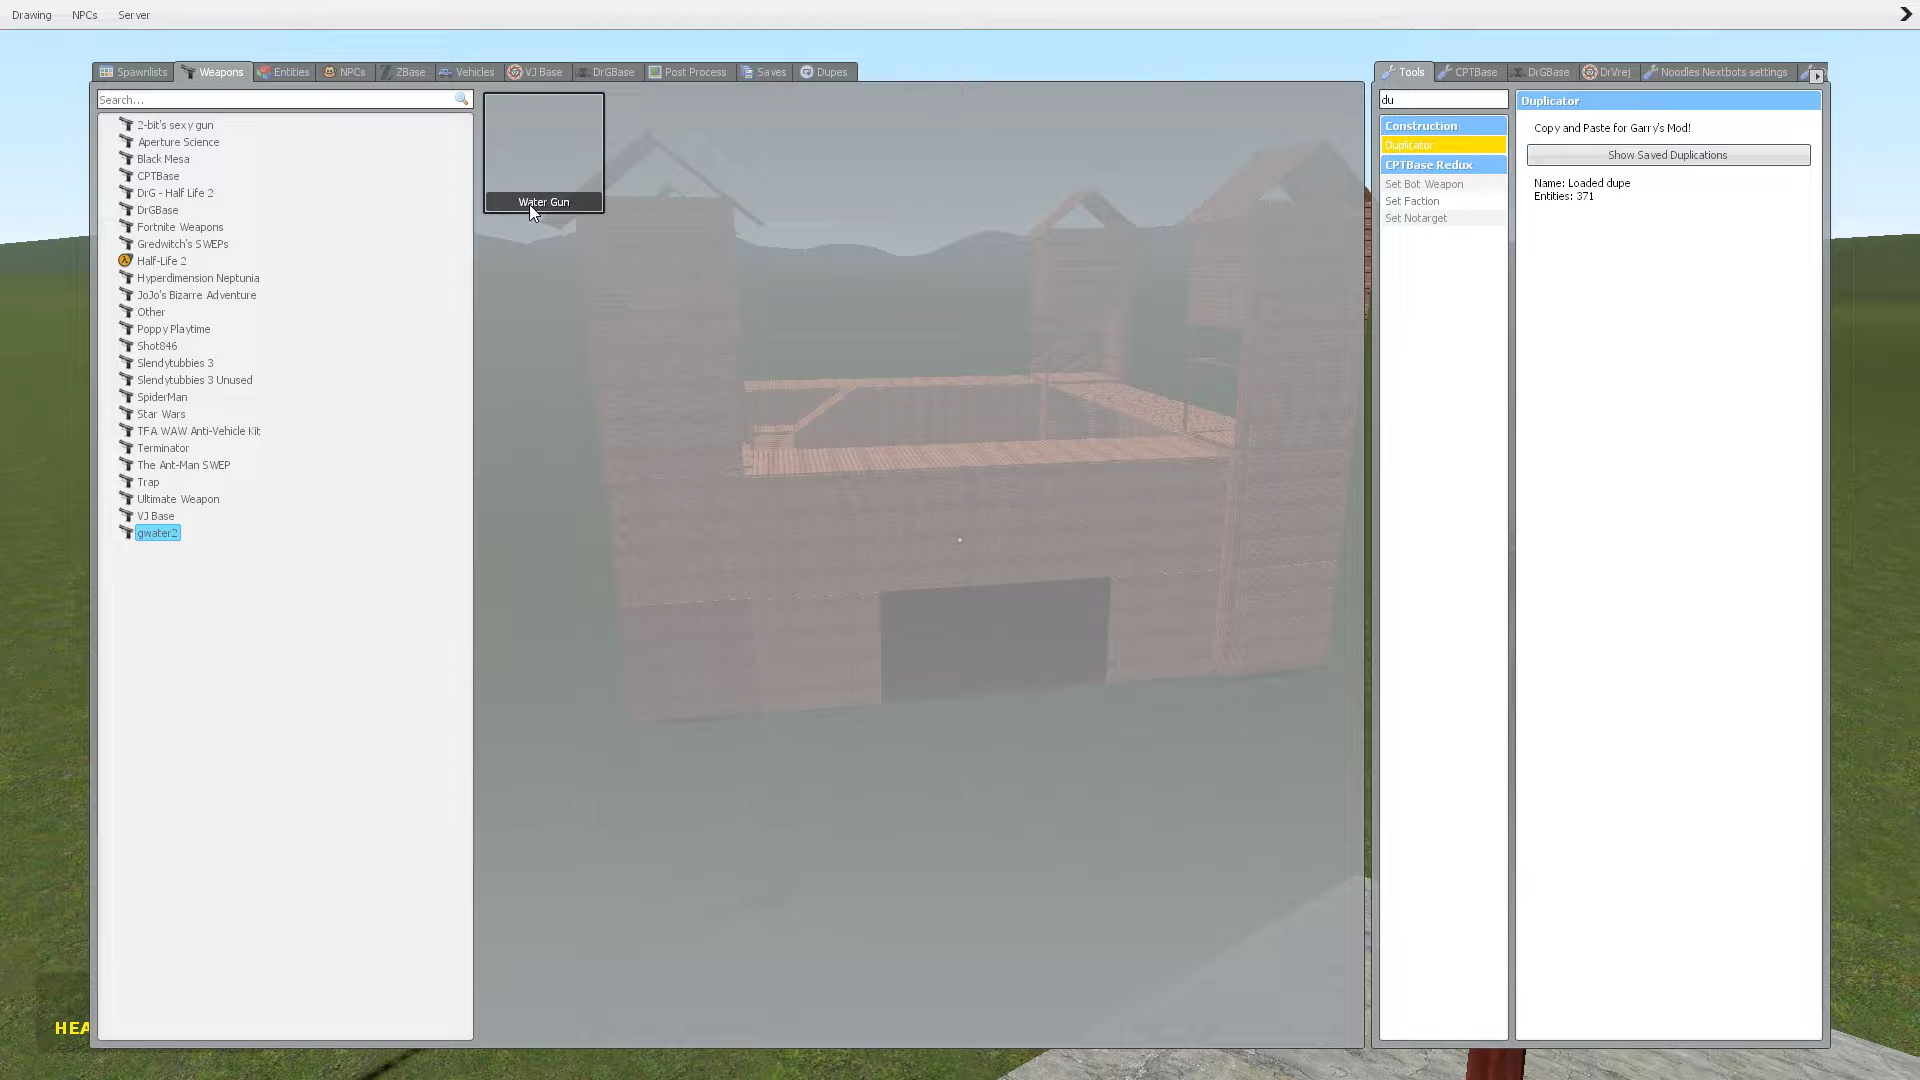 Drawing NPCs Server
Spawnlists Weapons Entities NPCs ZBase Vehicles VJ Base DrGBase Post Process Saves Dupes
Search...
2-bit's sexy gun
Aperture Science
Black Mesa
CPTBase
DrG - Half Life 2
DrGBase
Fortnite Weapons
Gredwitch's SWEPs
Half-Life 2
Hyperdimension Neptunia
JoJo's Bizarre Adventure
Other
Poppy Playtime
Shot846
Slendytubbies 3
Slendytubbies 3 Unused
SpiderMan
Star Wars
TFA WAW Anti-Vehicle Kit
Terminator
The Ant-Man SWEP
Trap
Ultimate Weapon
VJ Base
gwater2
Water Gun
Tools CPTBase DrGBase DrVrej Noodles Nextbots settings
du
Construction
Duplicator
CPTBase Redux
Set Bot Weapon
Set Faction
Set Notarget
Duplicator
Copy and Paste for Garry's Mod!
Show Saved Duplications
Name: Loaded dupe
Entities: 371
HEA